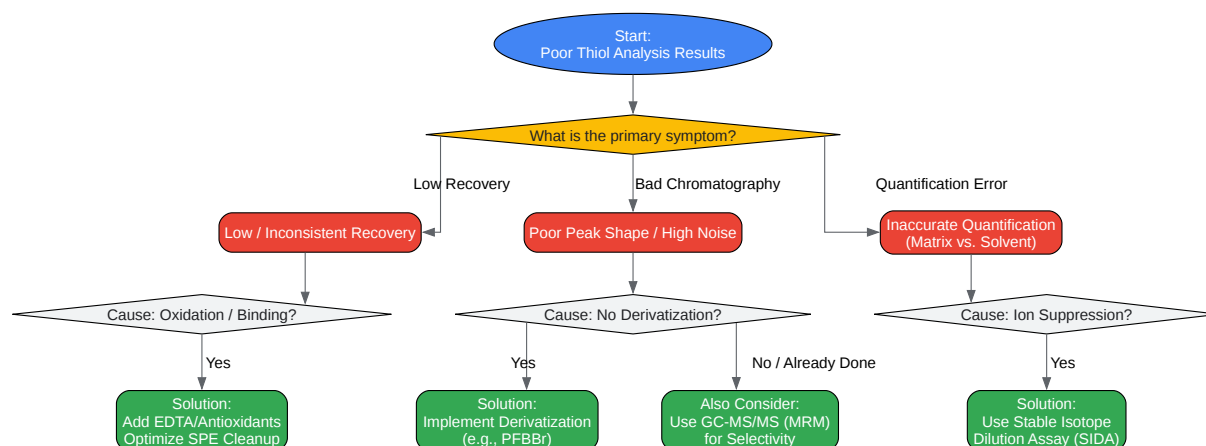 Start:
Poor Thiol Analysis Results
What is the primary symptom?
Low Recovery
Bad Chromatography
Quantification Error
Low / Inconsistent Recovery
Poor Peak Shape / High Noise
Inaccurate Quantification
(Matrix vs. Solvent)
Cause: Oxidation / Binding?
Cause: No Derivatization?
Cause: Ion Suppression?
Yes
Yes
No / Already Done
Yes
Solution:
Add EDTA/Antioxidants
Optimize SPE Cleanup
Solution:
Implement Derivatization
(e.g., PFBBr)
Also Consider:
Use GC-MS/MS (MRM)
for Selectivity
Solution:
Use Stable Isotope
Dilution Assay (SIDA)